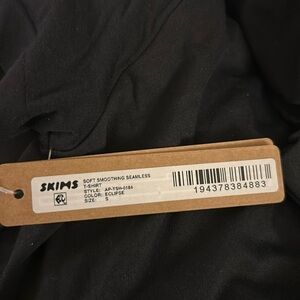 SKIMS
SOFT SMOOTHING SEAMLESS
T-SHIRT
STYLE: AP-TSH-0184
COLOR: ECLIPSE
SIZE: S
194378384883